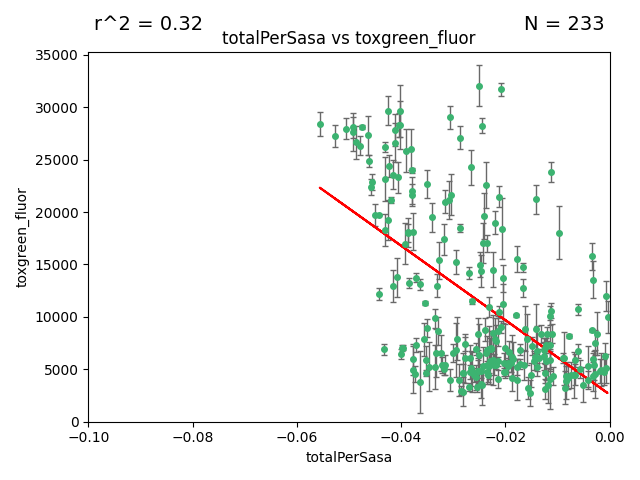 r^2 = 0.32
N = 233
totalPerSasa vs toxgreen_fluor
35000
30000
25000
20000
15000
10000
5000
0
toxgreen_fluor
−0.10
−0.08
−0.06
−0.04
−0.02
0.00
totalPerSasa